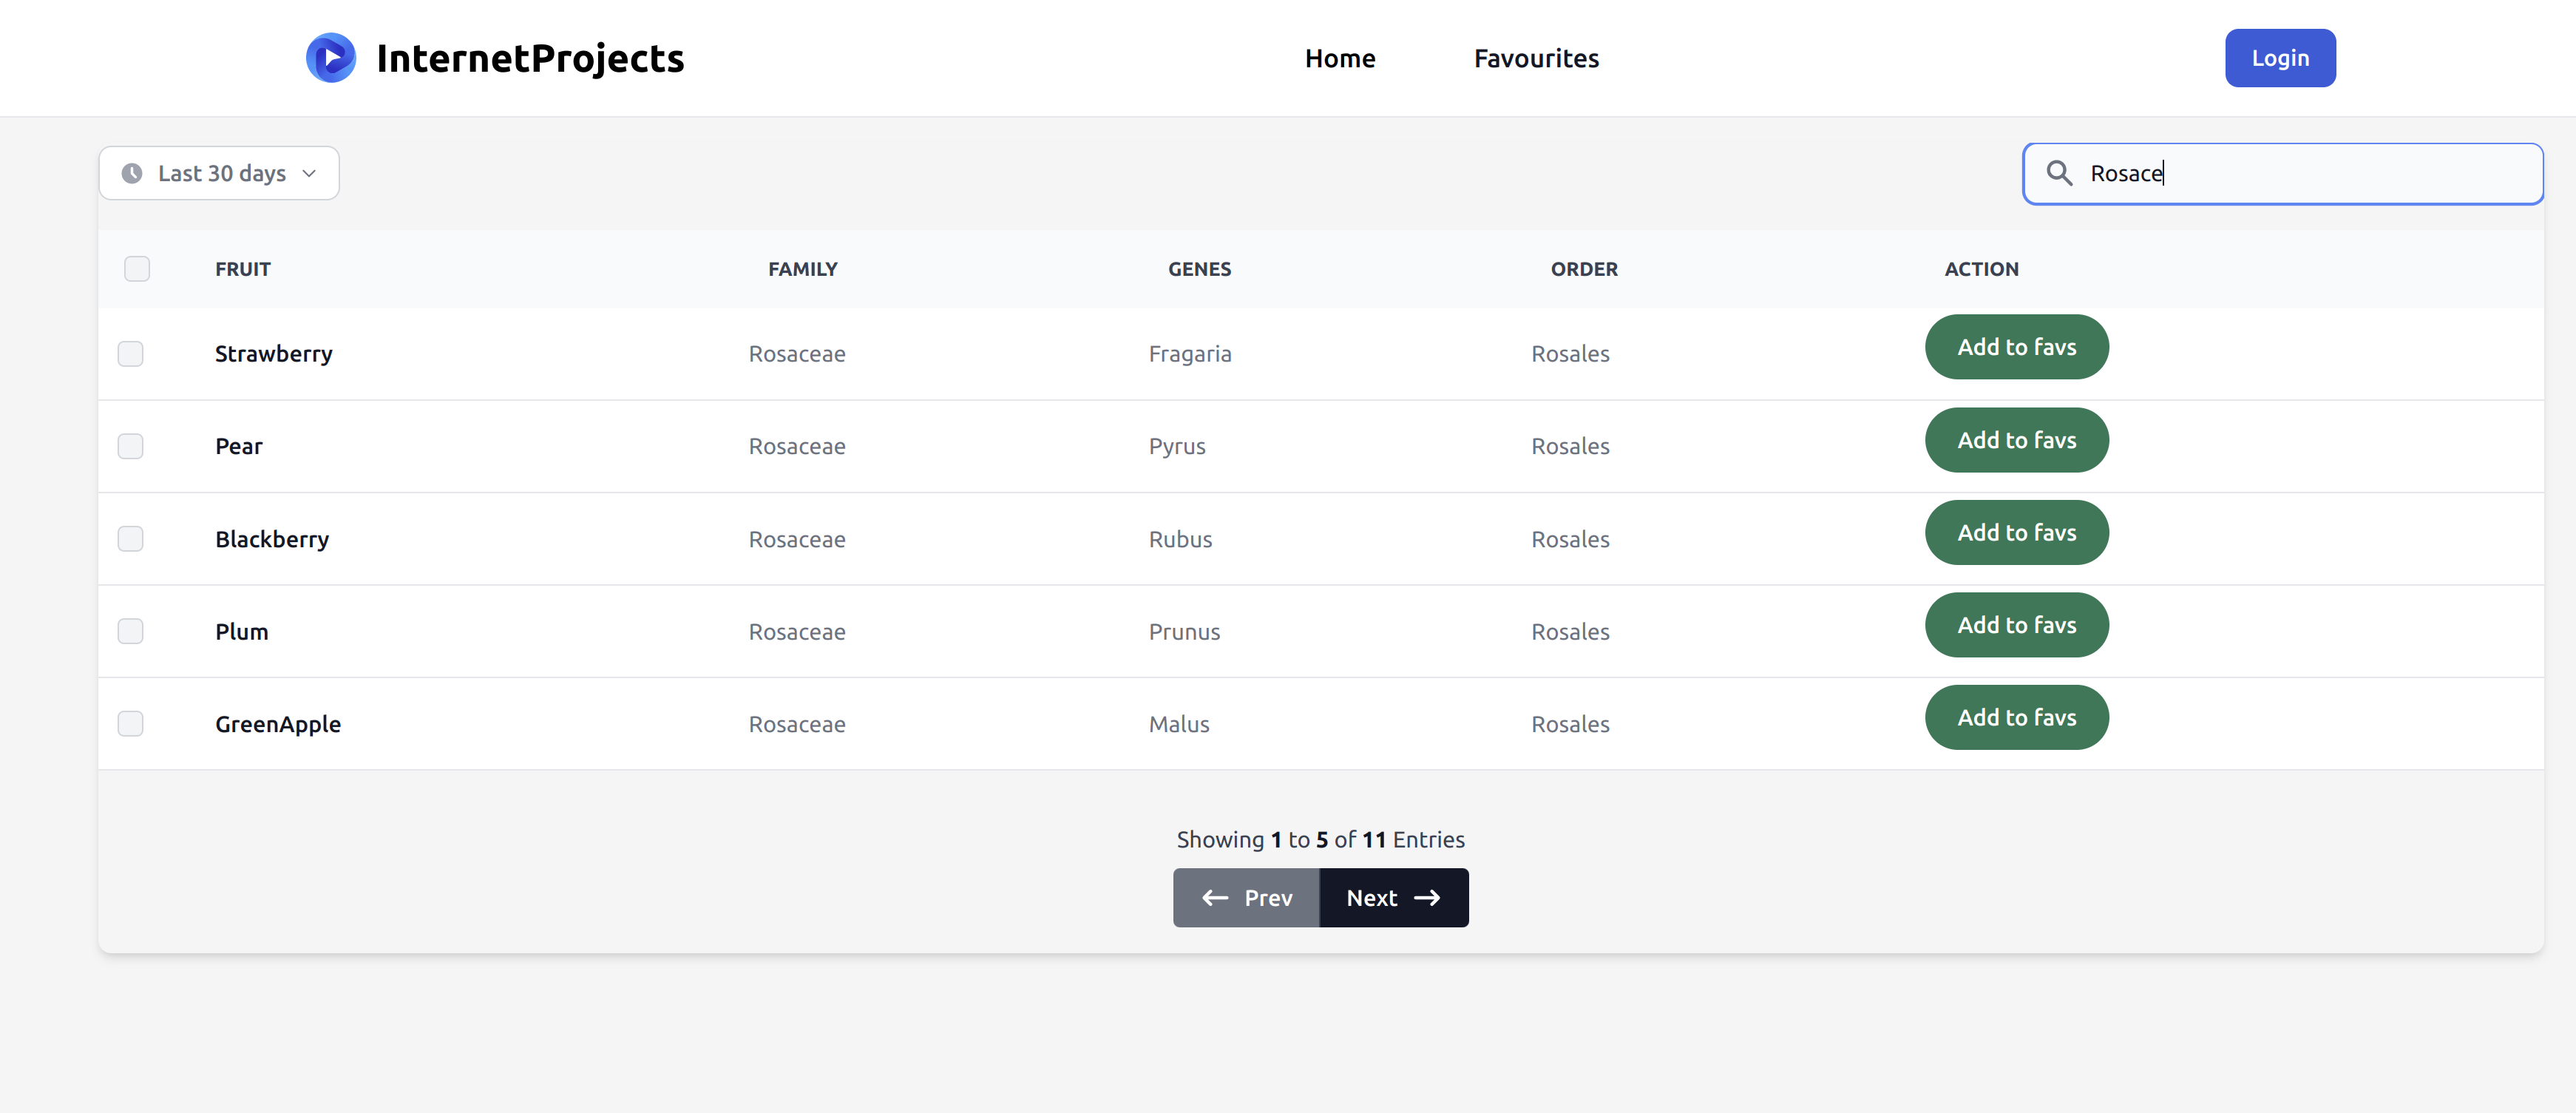 InternetProjects Home Favourites Login
Last 30 days Rosace
FRUIT FAMILY GENES ORDER ACTION
Strawberry Rosaceae Fragaria Rosales Add to favs
Pear Rosaceae Pyrus Rosales Add to favs
Blackberry Rosaceae Rubus Rosales Add to favs
Plum Rosaceae Prunus Rosales Add to favs
GreenApple Rosaceae Malus Rosales Add to favs
Showing 1 to 5 of 11 Entries
Prev Next